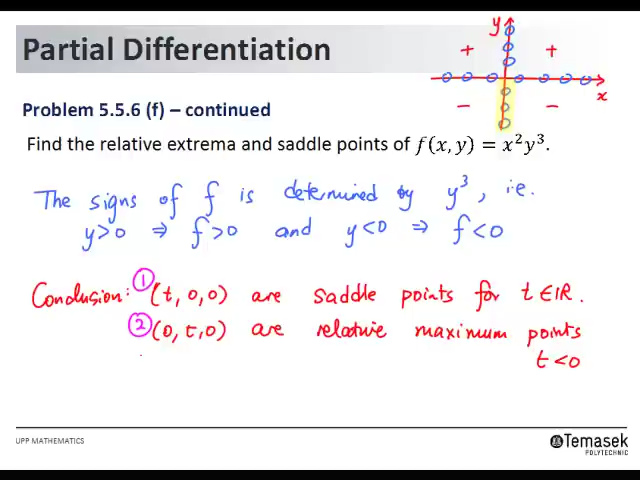 Partial Differentiation
y
+ +
x
- -
Problem 5.5.6 (f) – continued
Find the relative extrema and saddle points of f(x, y) = x²y³.
The signs of f is determined by y³, i.e.
y>0 ⇒ f>0 and y<0 ⇒ f<0
Conclusion: ① (t, 0, 0) are saddle points for t ∈ ℝ.
② (0, t, 0) are relative maximum points
t<0
UPP MATHEMATICS
Temasek
POLYTECHNIC